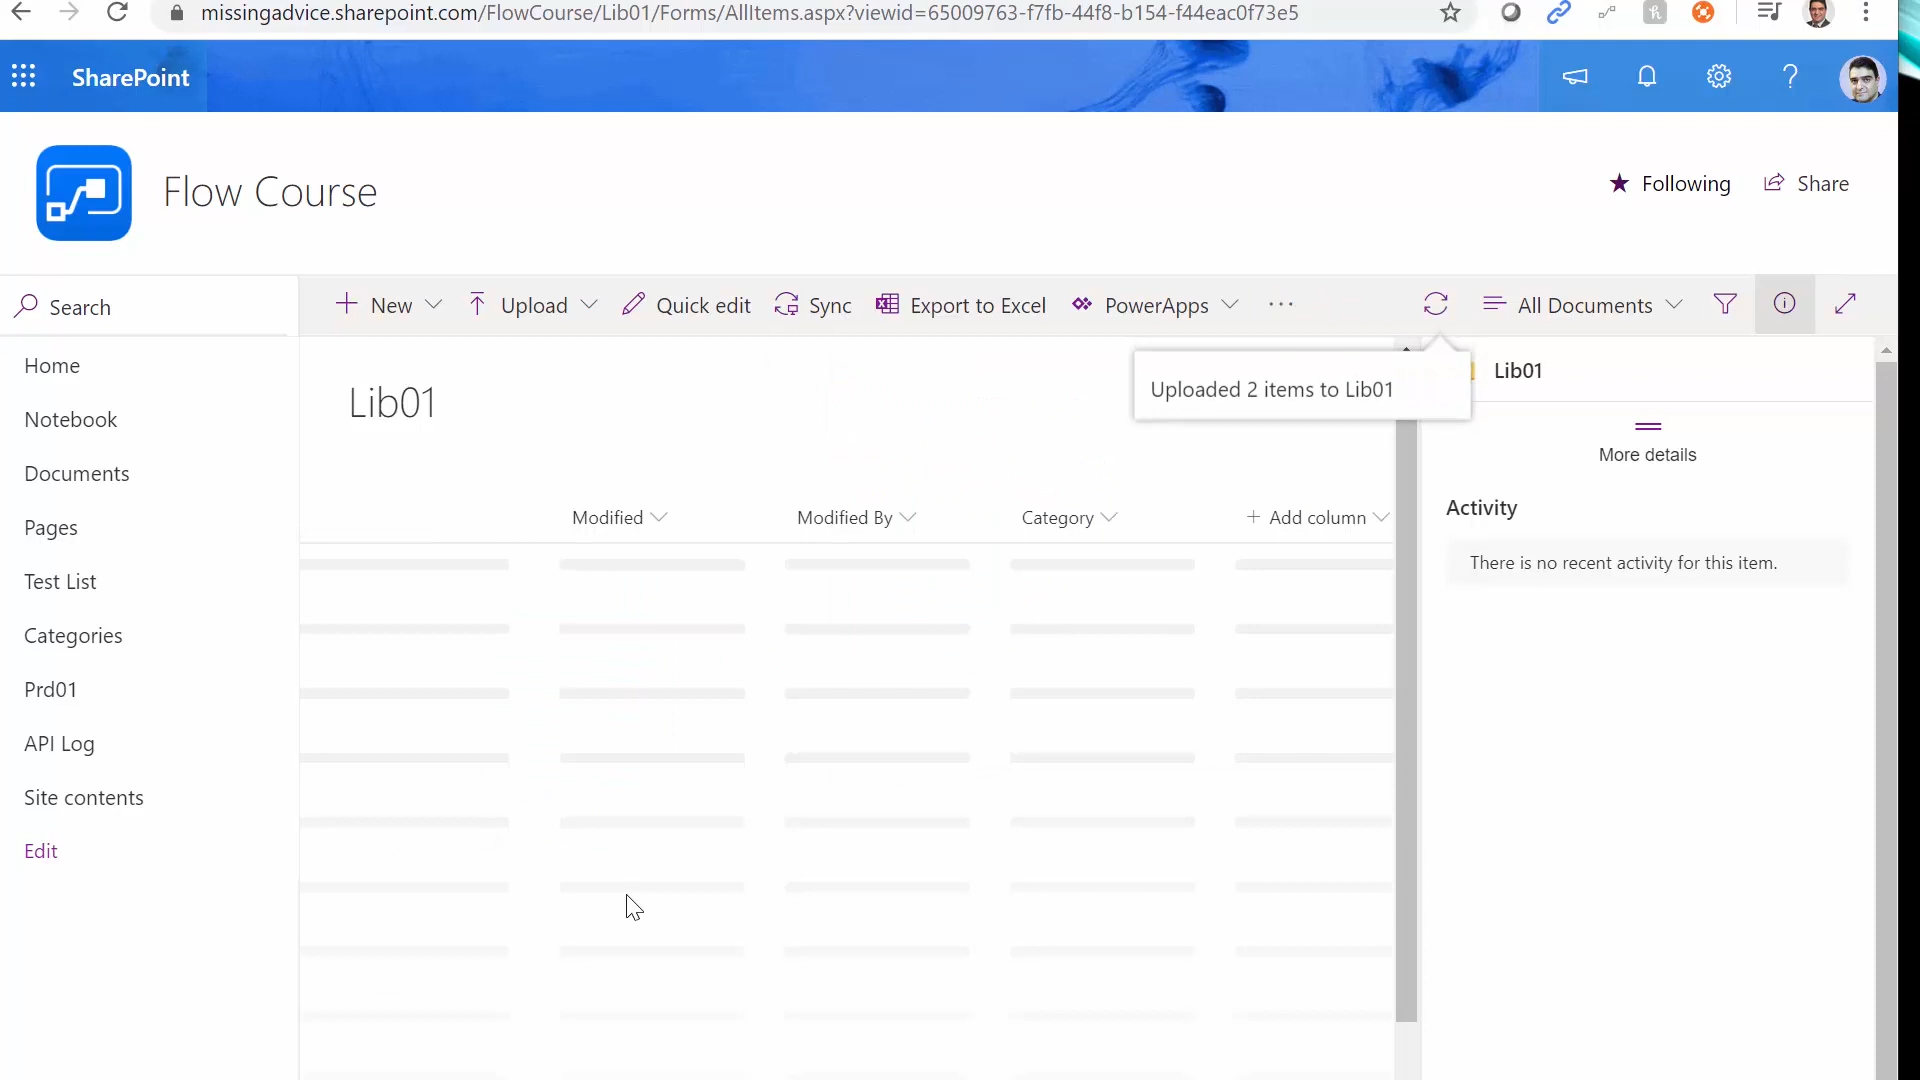 missingadvice.sharepoint.com/FlowCourse/Lib01/Forms/AllItems.aspx?viewid=65009763-f7fb-44f8-b154-f44eac0f73e5
SharePoint
Flow Course
Following
Share
Search
New
Upload
Quick edit
Sync
Export to Excel
PowerApps
All Documents
Home
Notebook
Documents
Pages
Test List
Categories
Prd01
API Log
Site contents
Edit
Lib01
Uploaded 2 items to Lib01
Modified
Modified By
Category
Add column
Lib01
More details
Activity
There is no recent activity for this item.